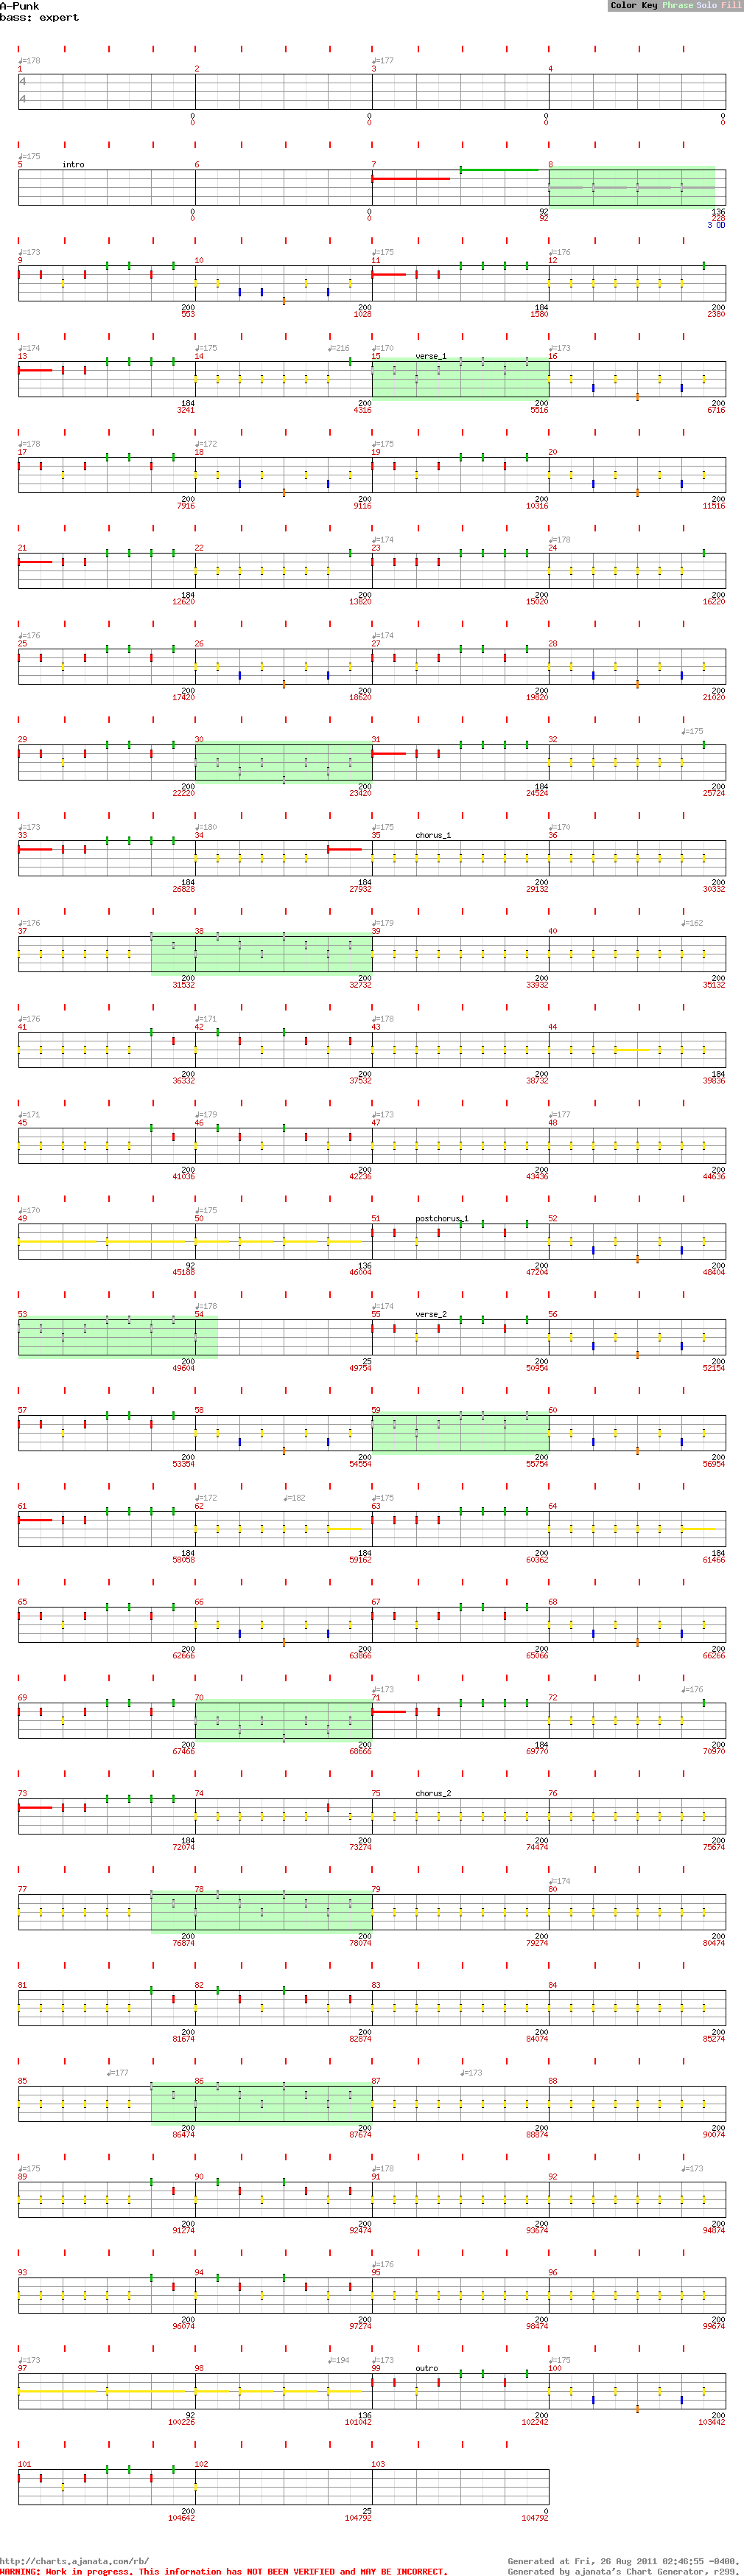 A-Punk
bass: expert
Color Key Phrase Solo Fill
♩=178 ♩=177
1 2 3 4
4
4
0 0 0 0
0 0 0 0
♩=175
5 intro 6 7 8
0 0 92 136
0 0 92 228
3 OD
♩=173 ♩=175 ♩=176
9 10 11 12
200 200 184 200
553 1028 1580 2380
♩=174 ♩=175 ♩=216 ♩=170 ♩=173
13 14 15 verse_1 16
184 200 200 200
3241 4316 5516 6716
♩=178 ♩=172 ♩=175
17 18 19 20
200 200 200 200
7916 9116 10316 11516
♩=174 ♩=178
21 22 23 24
184 200 200 200
12620 13820 15020 16220
♩=176 ♩=174
25 26 27 28
200 200 200 200
17420 18620 19820 21020
♩=175
29 30 31 32
200 200 184 200
22220 23420 24524 25724
♩=173 ♩=180 ♩=175 ♩=170
33 34 35 chorus_1 36
184 184 200 200
26828 27932 29132 30332
♩=176 ♩=179 ♩=162
37 38 39 40
200 200 200 200
31532 32732 33932 35132
♩=176 ♩=171 ♩=178
41 42 43 44
200 200 200 184
36332 37532 38732 39836
♩=171 ♩=179 ♩=173 ♩=177
45 46 47 48
200 200 200 200
41036 42236 43436 44636
♩=170 ♩=175
49 50 51 postchorus_1 52
92 136 200 200
45188 46004 47204 48404
♩=178 ♩=174
53 54 55 verse_2 56
200 25 200 200
49604 49754 50954 52154
57 58 59 60
200 200 200 200
53354 54554 55754 56954
♩=172 ♩=182 ♩=175
61 62 63 64
184 184 200 184
58058 59162 60362 61466
65 66 67 68
200 200 200 200
62666 63866 65066 66266
♩=173 ♩=176
69 70 71 72
200 200 184 200
67466 68666 69770 70970
73 74 75 chorus_2 76
184 200 200 200
72074 73274 74474 75674
♩=174
77 78 79 80
200 200 200 200
76874 78074 79274 80474
81 82 83 84
200 200 200 200
81674 82874 84074 85274
♩=177 ♩=173
85 86 87 88
200 200 200 200
86474 87674 88874 90074
♩=175 ♩=178 ♩=173
89 90 91 92
200 200 200 200
91274 92474 93674 94874
♩=176
93 94 95 96
200 200 200 200
96074 97274 98474 99674
♩=173 ♩=194 ♩=173 ♩=175
97 98 99 outro 100
92 136 200 200
100226 101042 102242 103442
101 102 103
200 25 0
104642 104792 104792
http://charts.ajanata.com/rb/ Generated at Fri, 26 Aug 2011 02:46:55 -0400.
WARNING: Work in progress. This information has NOT BEEN VERIFIED and MAY BE INCORRECT. Generated by ajanata's Chart Generator, r299.